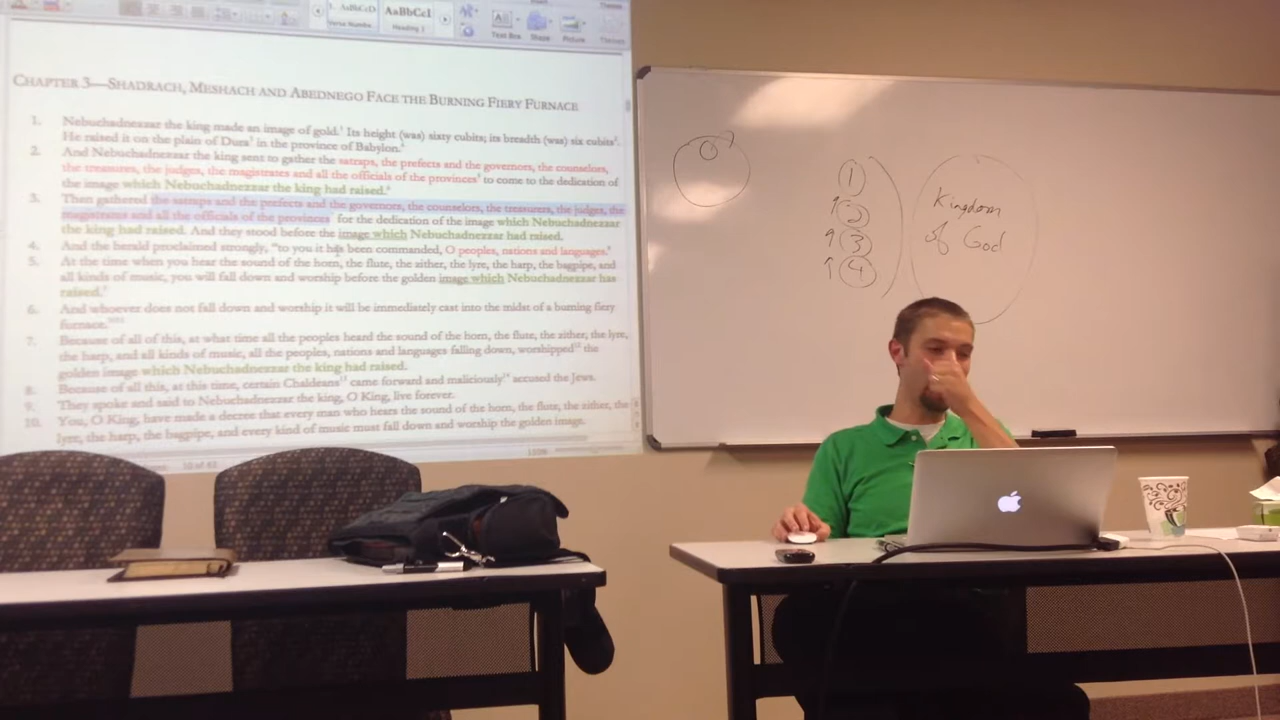 AaBbCcD
AaBbCcI
Verse Numbe...
Heading 1
Text Box
Shape
Picture
Themes
CHAPTER 3—SHADRACH, MESHACH AND ABEDNEGO FACE THE BURNING FIERY FURNACE
1. Nebuchadnezzar the king made an image of gold. Its height (was) sixty cubits; its breadth (was) six cubits.
He raised it on the plain of Dura in the province of Babylon.
2. And Nebuchadnezzar the king sent to gather the satraps, the prefects and the governors, the counselors,
the treasures, the judges, the magistrates and all the officials of the provinces to come to the dedication of
the image which Nebuchadnezzar the king had raised.
3. Then gathered the satraps and the prefects and the governors, the counselors, the treasurers, the judges, the
magistrates and all the officials of the provinces for the dedication of the image which Nebuchadnezzar
the king had raised. And they stood before the image which Nebuchadnezzar had raised.
4. And the herald proclaimed strongly, "to you it has been commanded, O peoples, nations and languages.
5. At the time when you hear the sound of the horn, the flute, the zither, the lyre, the harp, the bagpipe, and
all kinds of music, you will fall down and worship before the golden image which Nebuchadnezzar has
raised.
6. And whoever does not fall down and worship it will be immediately cast into the midst of a burning fiery
furnace."
7. Because of all of this, at what time all the peoples heard the sound of the horn, the flute, the zither, the lyre,
the harp, and all kinds of music, all the peoples, nations and languages falling down, worshipped the
golden image which Nebuchadnezzar the king had raised.
8. Because of all this, at this time, certain Chaldeans came forward and maliciously accused the Jews.
9. They spoke and said to Nebuchadnezzar the king, O King, live forever.
10. You, O King, have made a decree that every man who hears the sound of the horn, the flute, the zither, the
lyre, the harp, the bagpipe, and every kind of music must fall down and worship the golden image.
1
2
3
4
Kingdom
of God